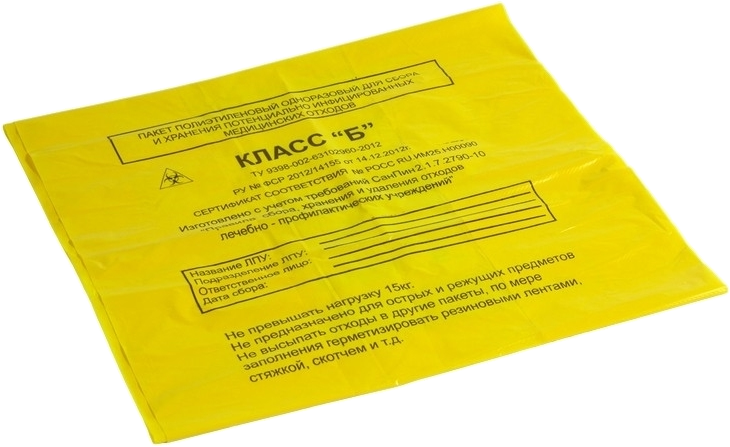 ПАКЕТ ПОЛИЭТИЛЕНОВЫЙ ОДНОРАЗОВЫЙ ДЛЯ СБОРА
И ХРАНЕНИЯ ПОТЕНЦИАЛЬНО ИНФИЦИРОВАННЫХ
МЕДИЦИНСКИХ ОТХОДОВ
КЛАСС "Б"
ТУ 9398-002-63102960-2012
РУ № ФСР 2012/14155 от 14.12.2012г.
СЕРТИФИКАТ СООТВЕТСТВИЯ № РОСС RU.ИМ25.Н00090
Изготовлено с учетом требований СанПин2.1.7.2790-10
"Правила сбора, хранения и удаления отходов
лечебно - профилактических учреждений"
Название ЛПУ:
Подразделение ЛПУ:
Ответственное лицо:
Дата сбора:
Не превышать нагрузку 15кг.
Не предназначено для острых и режущих предметов
Не высыпать отходы в другие пакеты, по мере
заполнения герметизировать резиновыми лентами,
стяжкой, скотчем и т.д.